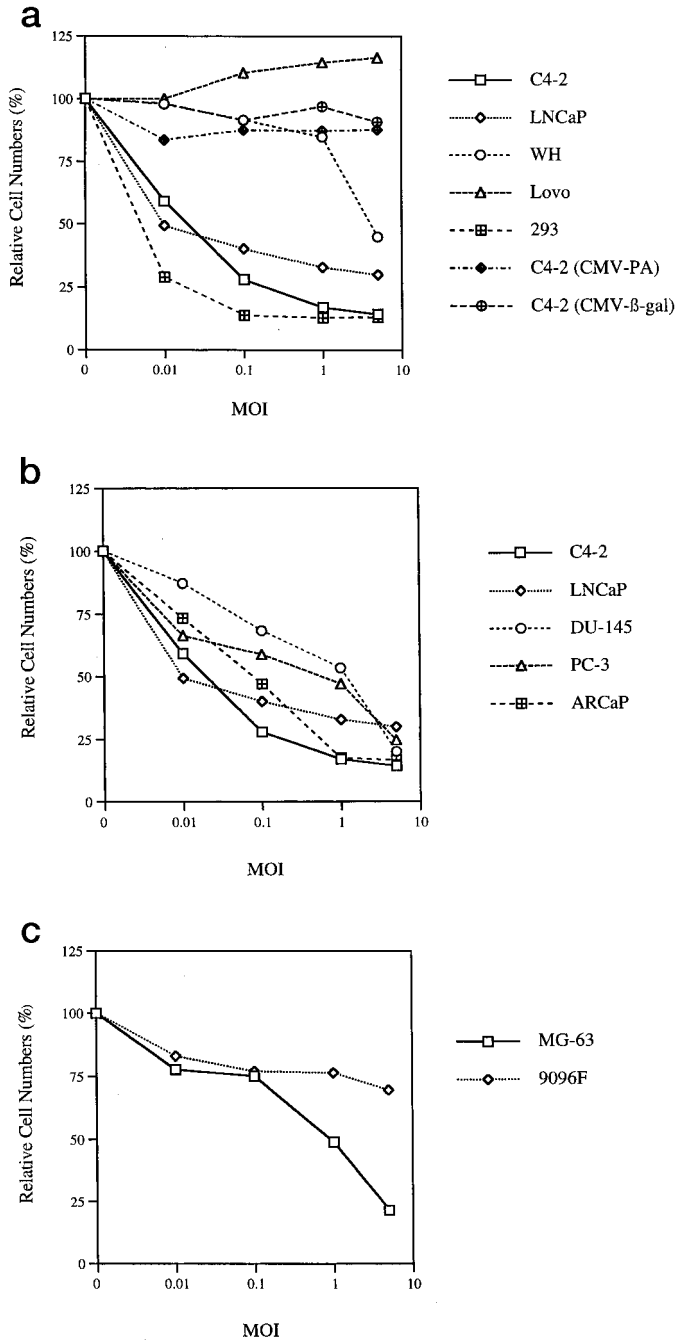 a
125
100
75
50
25
0
Relative Cell Numbers (%)
0 0.01 0.1 1 10
MOI
C4-2
LNCaP
WH
Lovo
293
C4-2 (CMV-PA)
C4-2 (CMV-ß-gal)
b
125
100
75
50
25
0
Relative Cell Numbers (%)
0 0.01 0.1 1 10
MOI
C4-2
LNCaP
DU-145
PC-3
ARCaP
c
125
100
75
50
25
0
Relative Cell Numbers (%)
0 0.01 0.1 1 10
MOI
MG-63
9096F